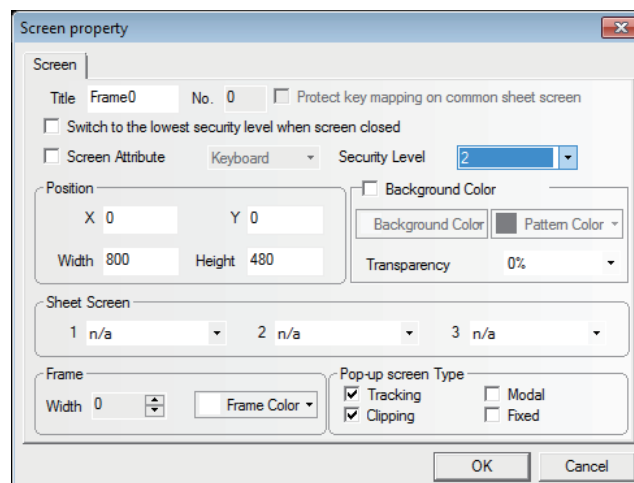 Screen property
Screen
Title Frame0 No. 0 Protect key mapping on common sheet screen
Switch to the lowest security level when screen closed
Screen Attribute Keyboard Security Level 2
Position Background Color
X 0 Y 0 Background Color Pattern Color
Width 800 Height 480 Transparency 0%
Sheet Screen
1 n/a 2 n/a 3 n/a
Frame Pop-up screen Type
Width 0 Frame Color Tracking Modal
Clipping Fixed
OK Cancel